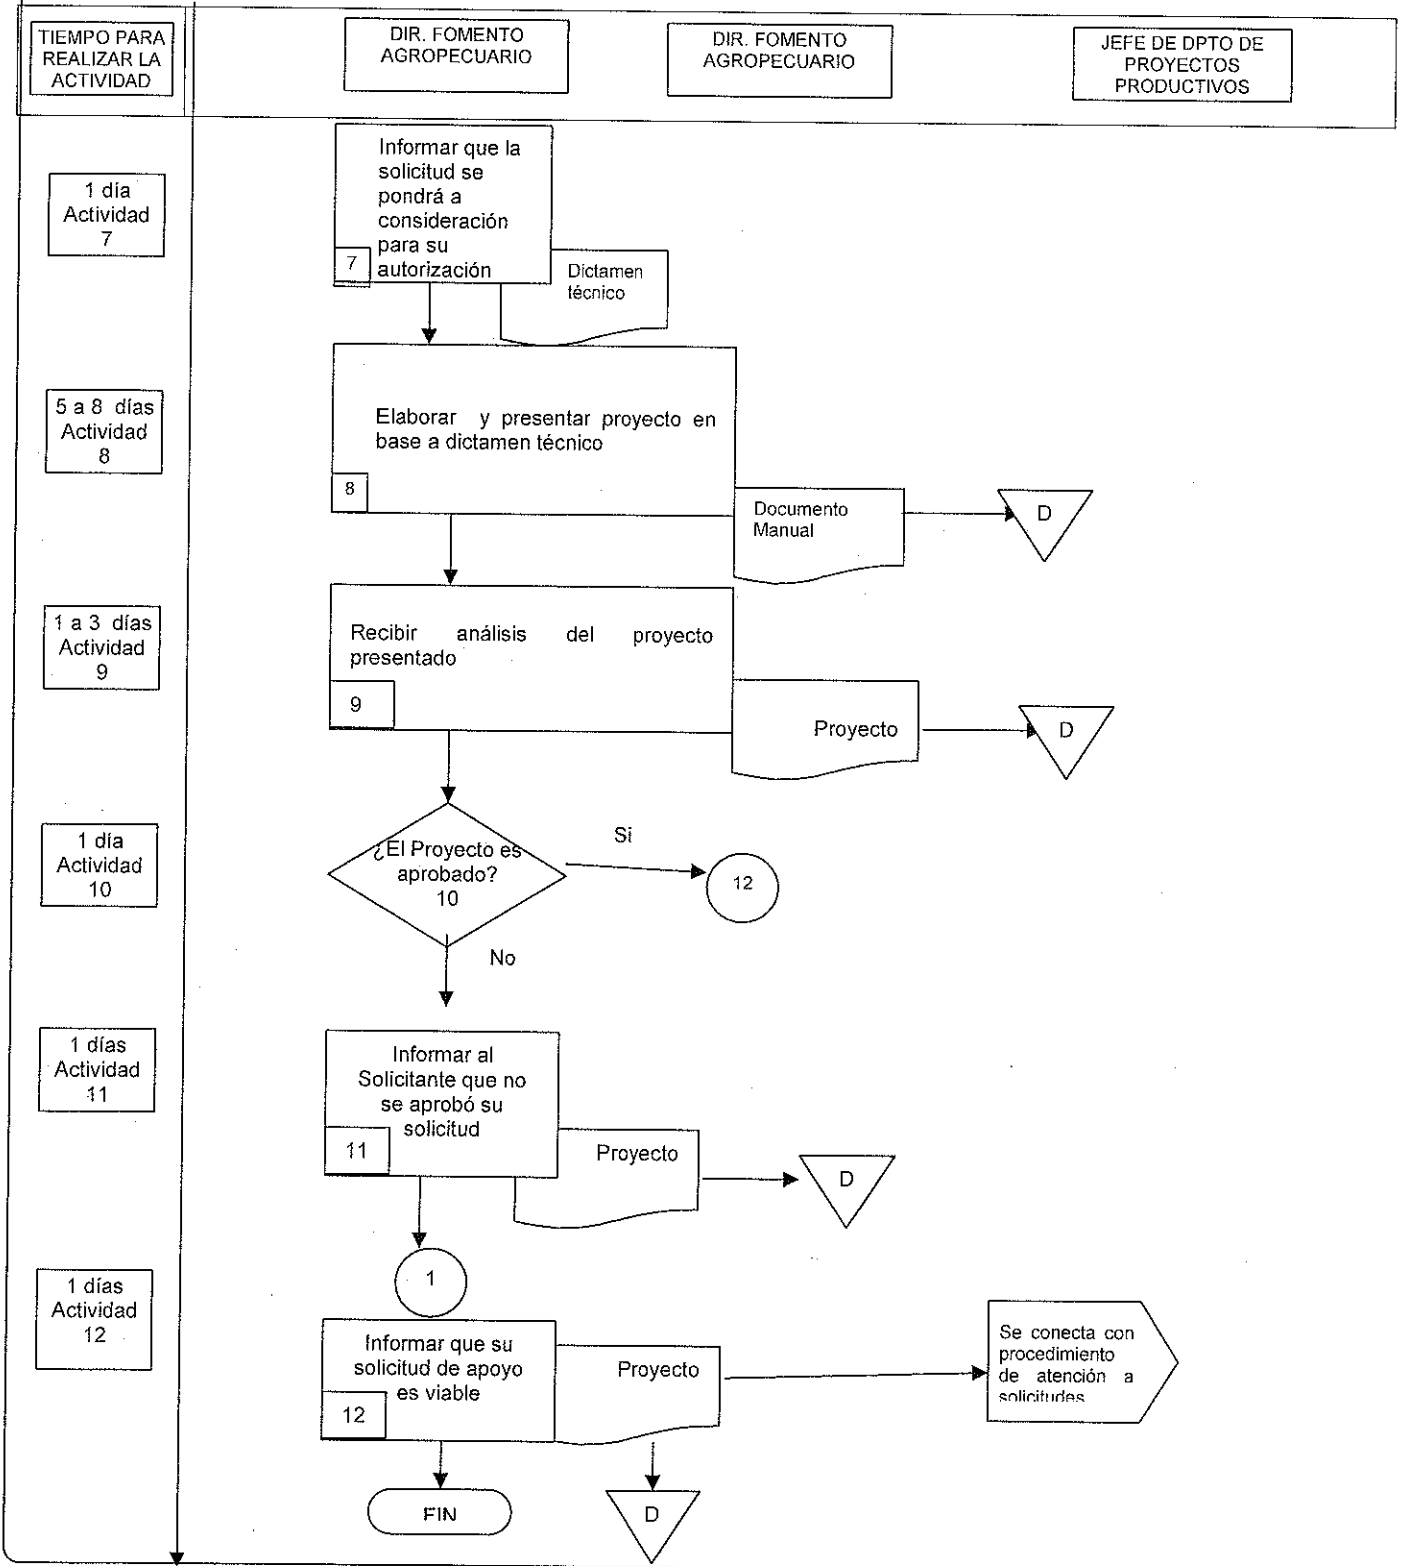 TIEMPO PARA
REALIZAR LA
ACTIVIDAD
DIR. FOMENTO
AGROPECUARIO
DIR. FOMENTO
AGROPECUARIO
JEFE DE DPTO DE
PROYECTOS
PRODUCTIVOS
1 día
Actividad
7
Informar que la
solicitud se
pondrá a
consideración
para su
autorización
7
Dictamen
técnico
5 a 8 días
Actividad
8
Elaborar y presentar proyecto en
base a dictamen técnico
8
Documento
Manual
D
1 a 3 días
Actividad
9
Recibir análisis del proyecto
presentado
9
Proyecto
D
1 día
Actividad
10
¿El Proyecto es
aprobado?
10
Si
12
No
1 días
Actividad
11
Informar al
Solicitante que no
se aprobó su
solicitud
11
Proyecto
D
1
1 días
Actividad
12
Informar que su
solicitud de apoyo
es viable
12
Proyecto
Se conecta con
procedimiento
de atención a
solicitudes
FIN
D